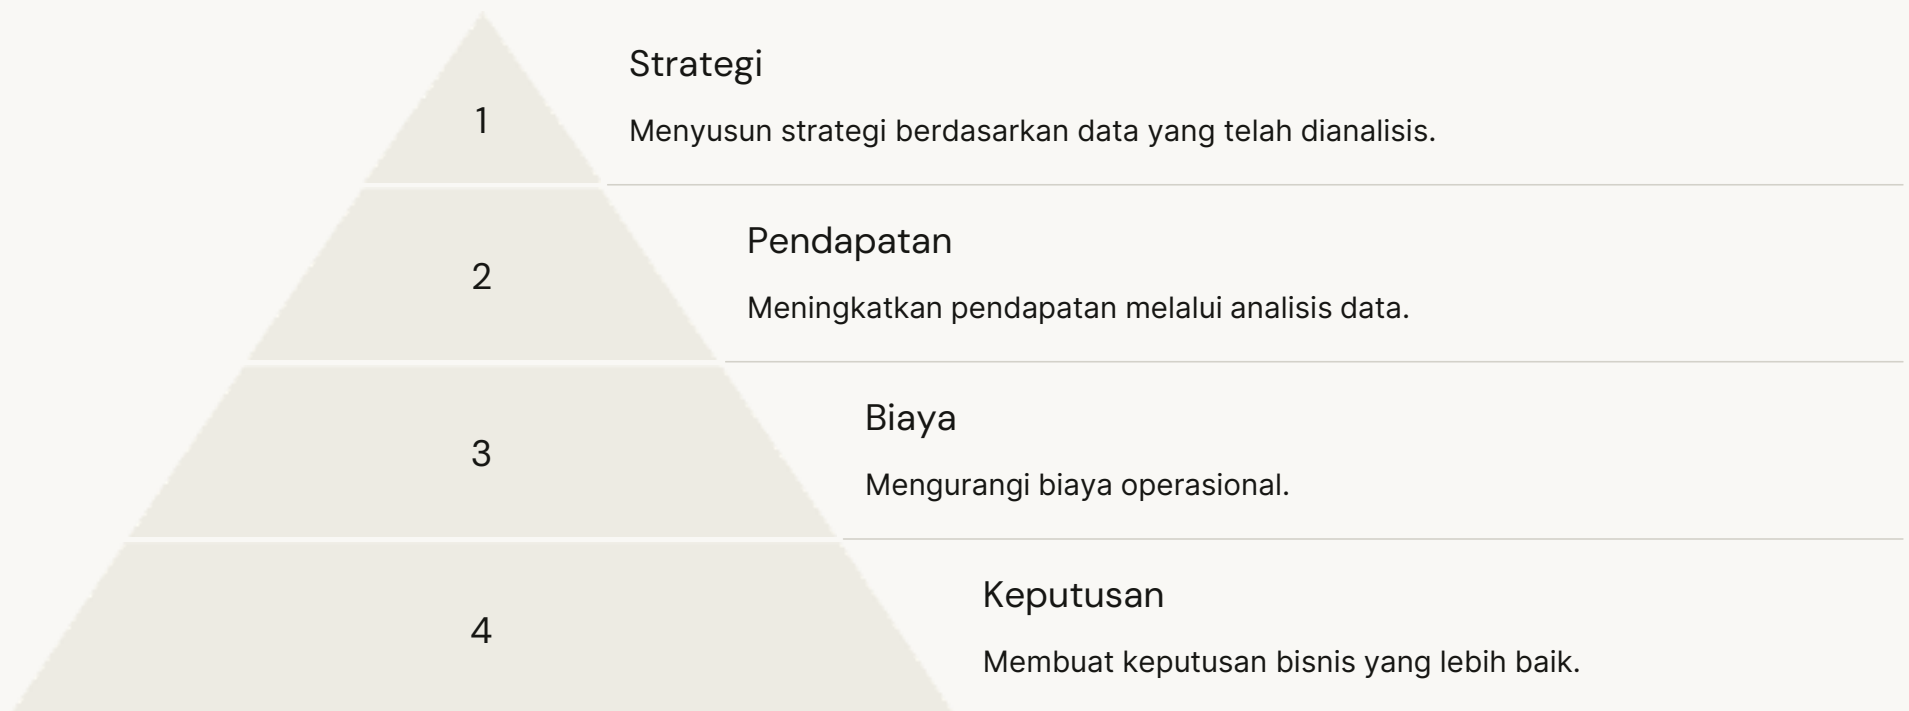 1
Strategi
Menyusun strategi berdasarkan data yang telah dianalisis.
2
Pendapatan
Meningkatkan pendapatan melalui analisis data.
3
Biaya
Mengurangi biaya operasional.
4
Keputusan
Membuat keputusan bisnis yang lebih baik.